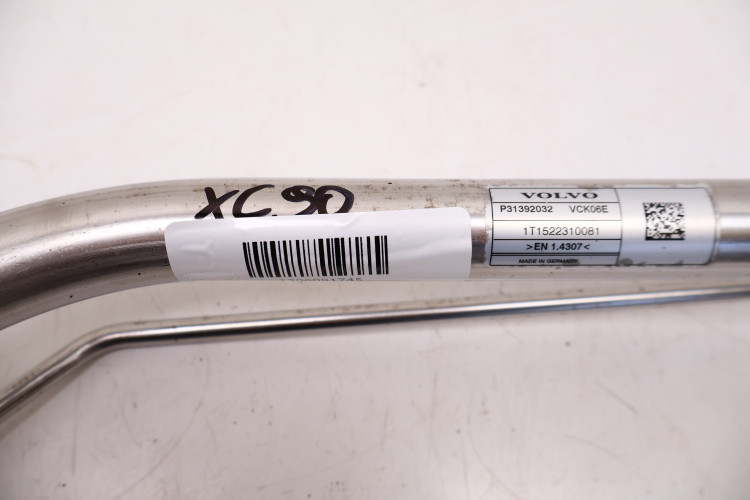 XC90
VOLVO
P31392032 VCK06E
1T1522310081
>EN 1.4307<
MADE IN GERMANY